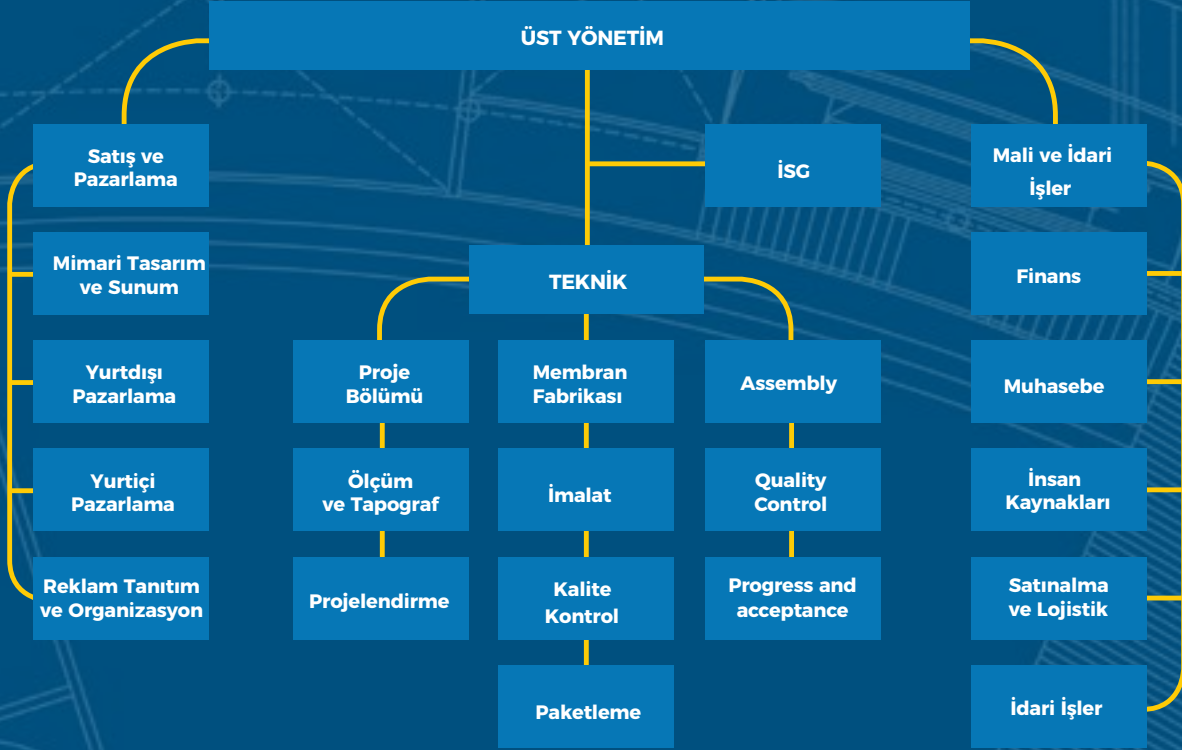 ÜST YÖNETİM
Satış ve
Pazarlama
İSG
Mali ve İdari
İşler
Mimari Tasarım
ve Sunum
TEKNİK
Finans
Yurtdışı
Pazarlama
Proje
Bölümü
Membran
Fabrikası
Assembly
Muhasebe
Yurtiçi
Pazarlama
Ölçüm
ve Tapograf
İmalat
Quality
Control
İnsan
Kaynakları
Reklam Tanıtım
ve Organizasyon
Projelendirme
Kalite
Kontrol
Progress and
acceptance
Satınalma
ve Lojistik
Paketleme
İdari İşler